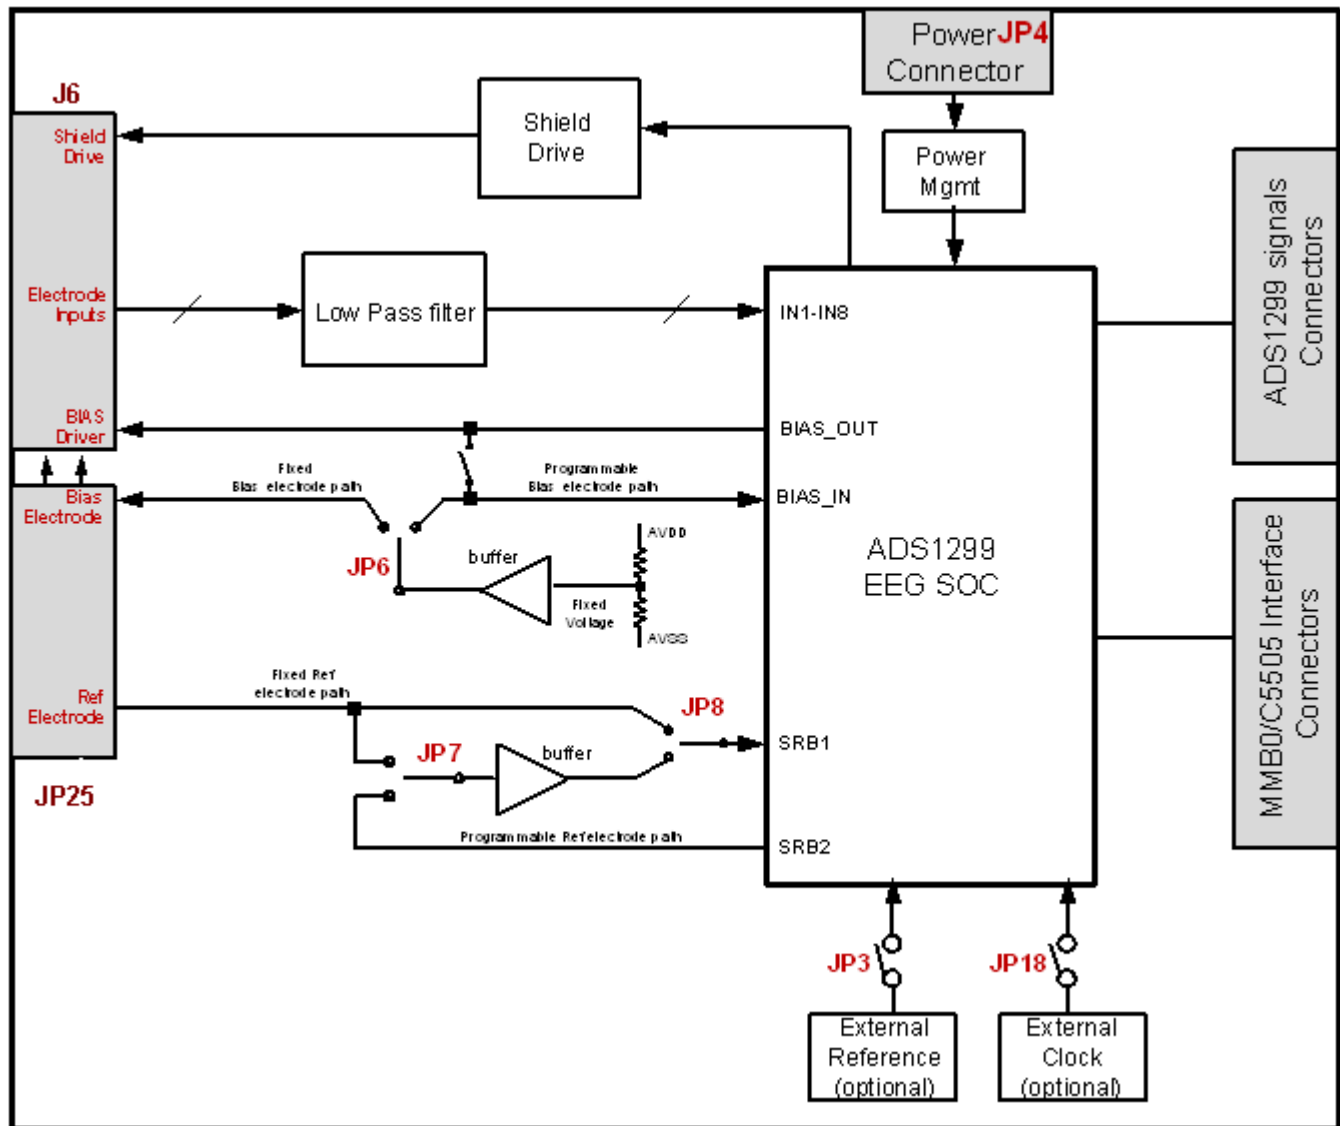 Power JP4
Connector
J6
Shield
Drive
Shield
Drive
Power
Mgmt
ADS1299 signals
Connectors
Electrode
Inputs
Low Pass filter
IN1-IN8
BIAS
Driver
BIAS_OUT
Fixed
Bias electrode path
Programmable
Bias electrode path
Bias
Electrode
BIAS_IN
JP6
buffer
AVDD
Fixed
Voltage
AVSS
ADS1299
EEG SOC
MMB0/C5505 Interface
Connectors
Fixed Ref
electrode path
Ref
Electrode
JP8
JP7
buffer
SRB1
JP25
Programmable Ref electrode path
SRB2
JP3
JP18
External
Reference
(optional)
External
Clock
(optional)